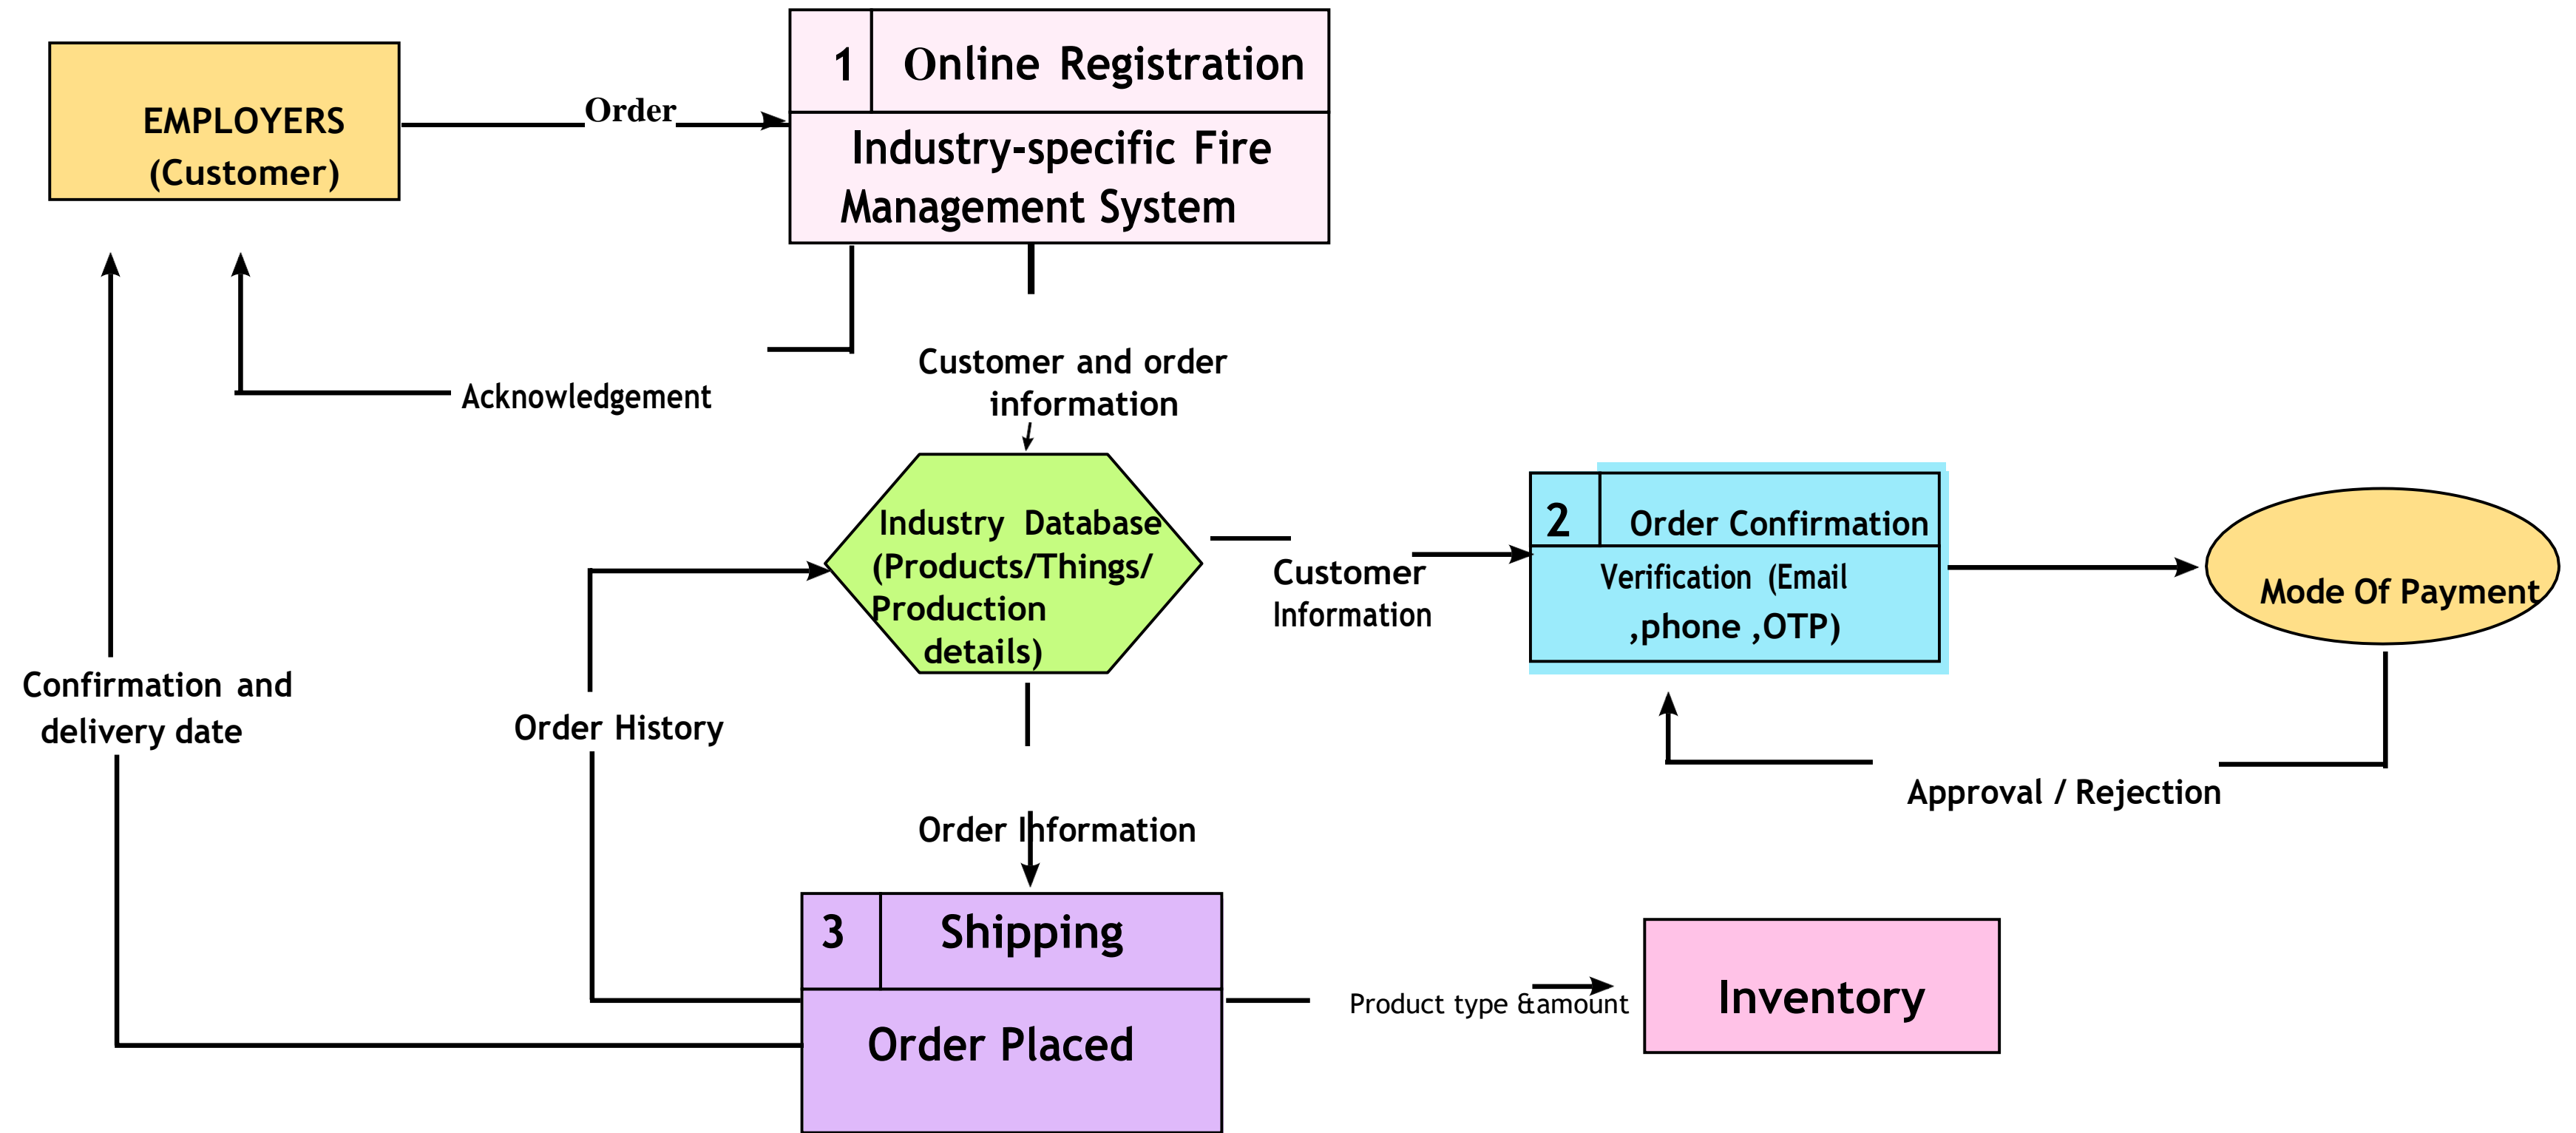 1 Online Registration
Order
EMPLOYERS
(Customer)
Industry-specific Fire
Management System
Acknowledgement
Customer and order
information
Industry Database
(Products/Things/
Production
details)
Customer
Information
2 Order Confirmation
Verification (Email
,phone ,OTP)
Mode Of Payment
Confirmation and
delivery date
Order History
Approval / Rejection
Order Information
3 Shipping
Order Placed
Product type &amount
Inventory